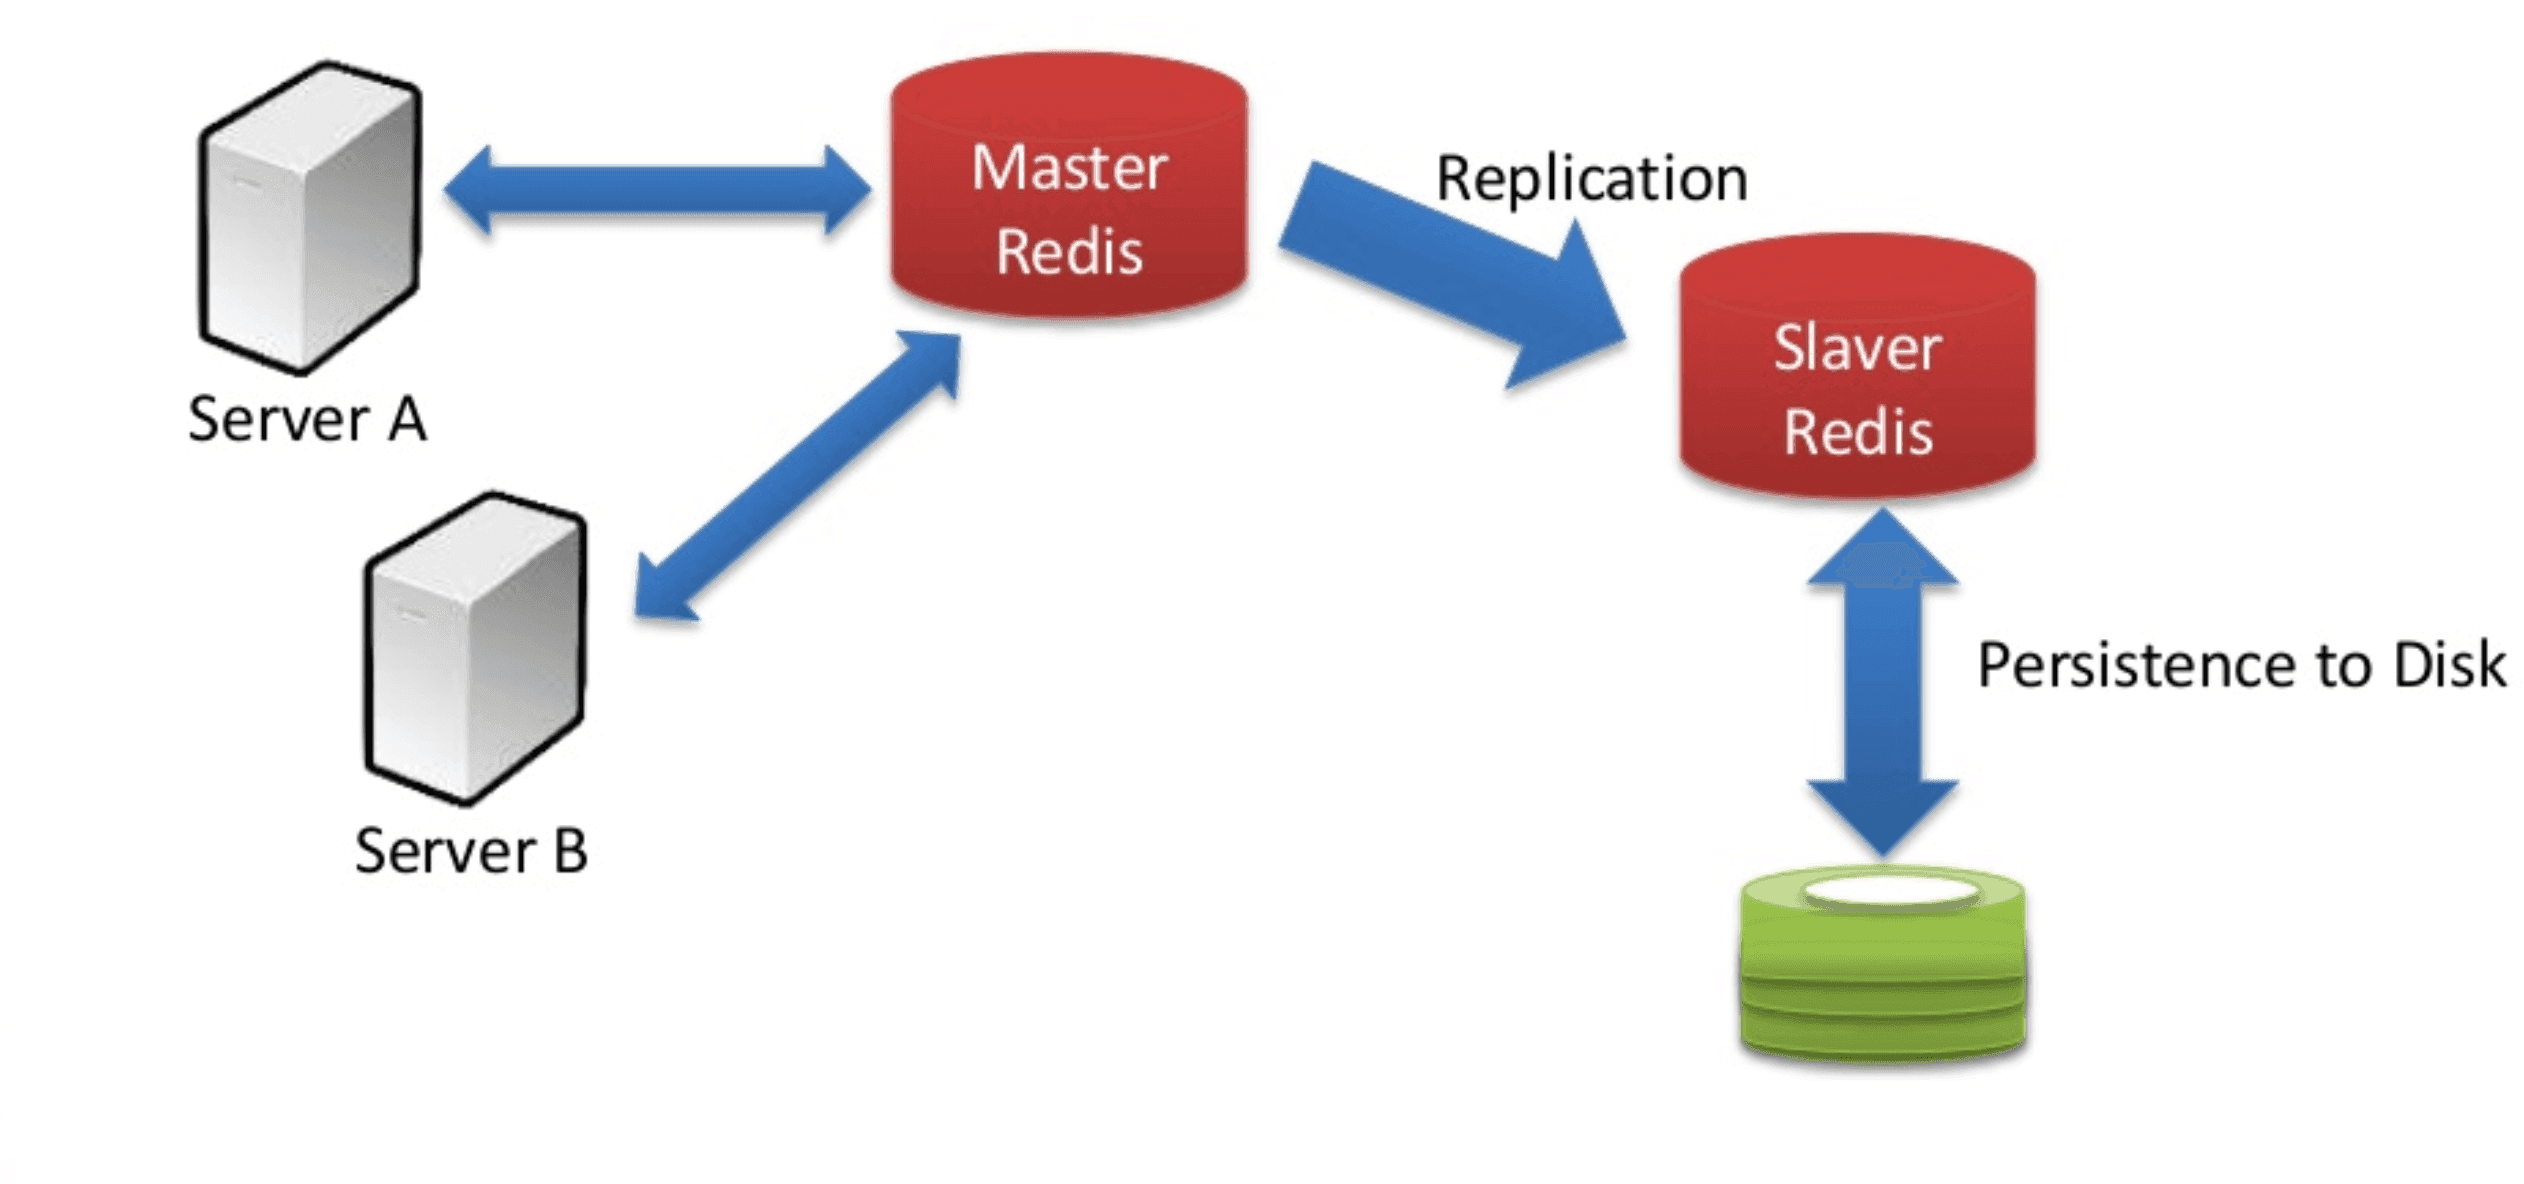 Master
Redis
Replication
Slaver
Redis
Server A
Persistence to Disk
Server B